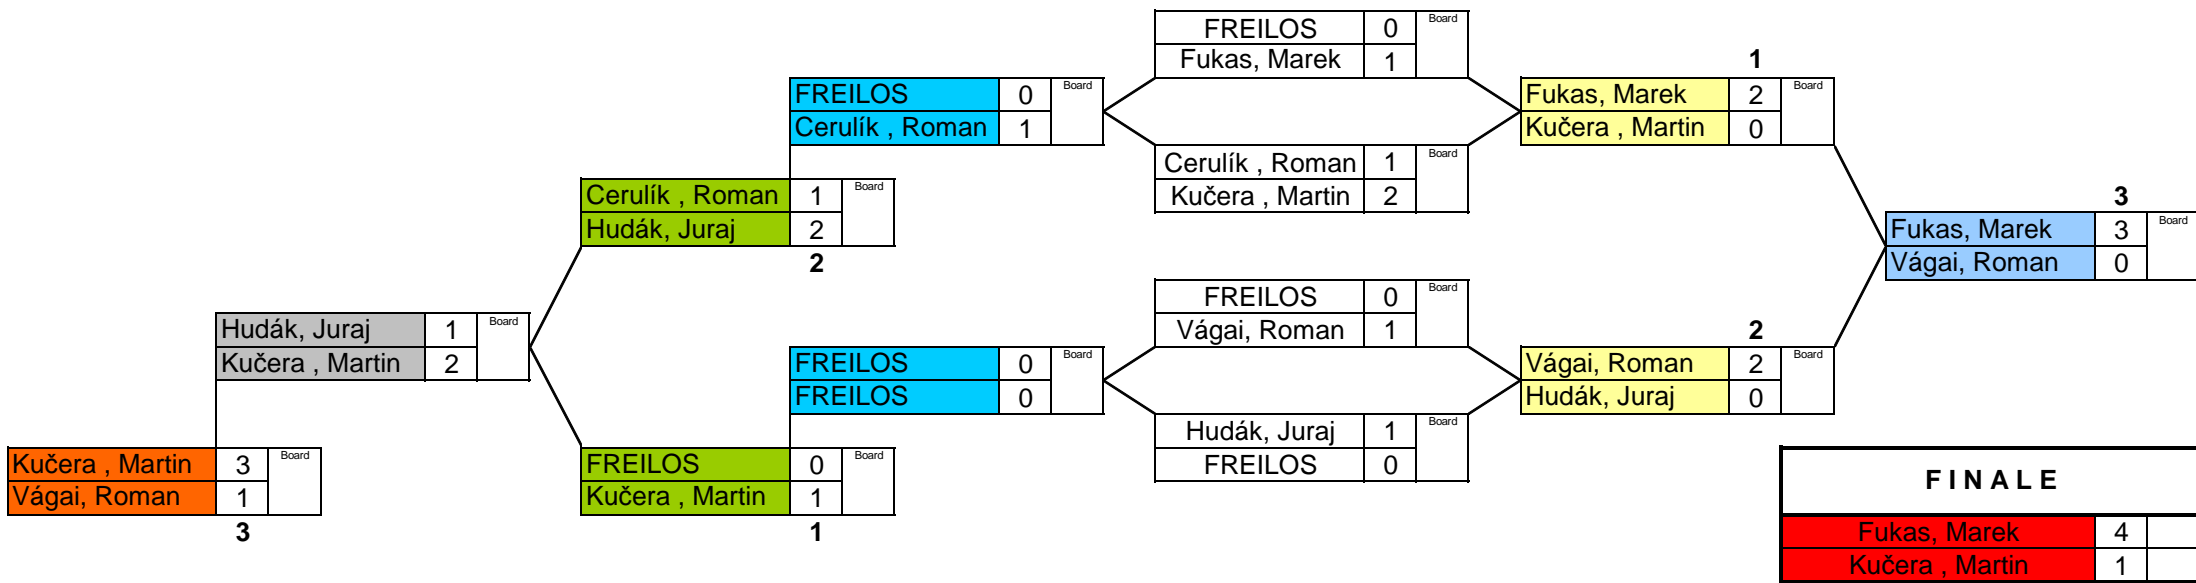 FREILOS 0 Board
Fukas, Marek 1
1
FREILOS 0 Board
Cerulík , Roman 1
Fukas, Marek 2 Board
Kučera , Martin 0
Cerulík , Roman 1 Board
Kučera , Martin 2
Cerulík , Roman 1 Board
Hudák, Juraj 2
2
3
Fukas, Marek 3 Board
Vágai, Roman 0
FREILOS 0 Board
Vágai, Roman 1
Hudák, Juraj 1 Board
Kučera , Martin 2
2
FREILOS 0 Board
FREILOS 0
Vágai, Roman 2 Board
Hudák, Juraj 0
Hudák, Juraj 1 Board
FREILOS 0
Kučera , Martin 3 Board
Vágai, Roman 1
3
FREILOS 0 Board
Kučera , Martin 1
1
F I N A L E
Fukas, Marek 4
Kučera , Martin 1